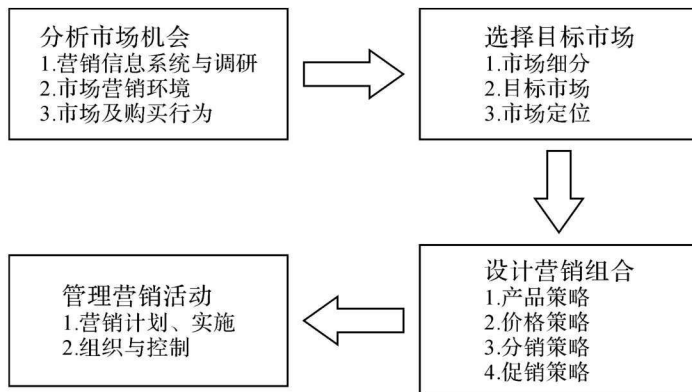 分析市场机会
1.营销信息系统与调研
2.市场营销环境
3.市场及购买行为
选择目标市场
1.市场细分
2.目标市场
3.市场定位
设计营销组合
1.产品策略
2.价格策略
3.分销策略
4.促销策略
管理营销活动
1.营销计划、实施
2.组织与控制